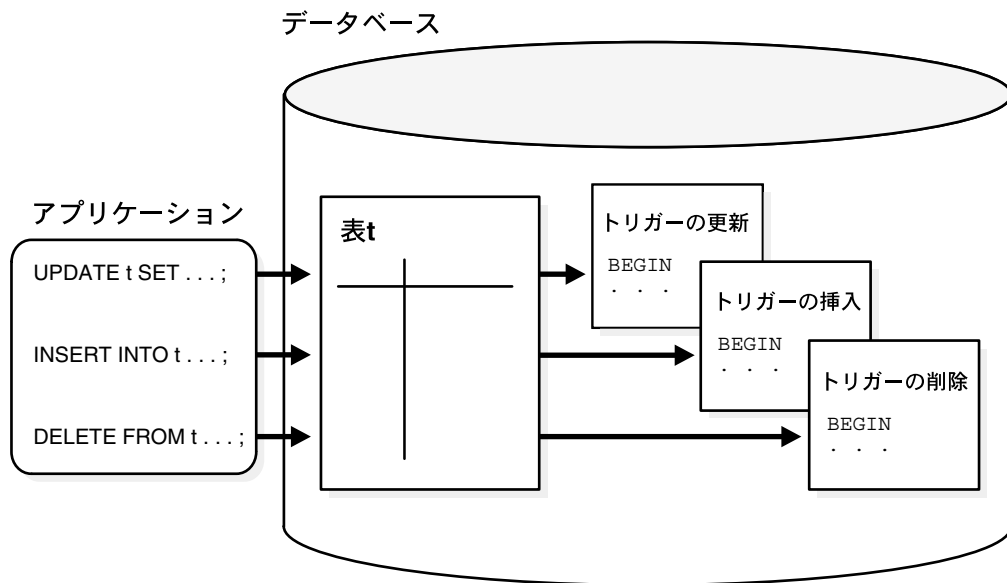 データベース
アプリケーション
UPDATE t SET . . . ;
INSERT INTO t . . . ;
DELETE FROM t . . . ;
表t
トリガーの更新
BEGIN
. . .
トリガーの挿入
BEGIN
. . .
トリガーの削除
BEGIN
. . .